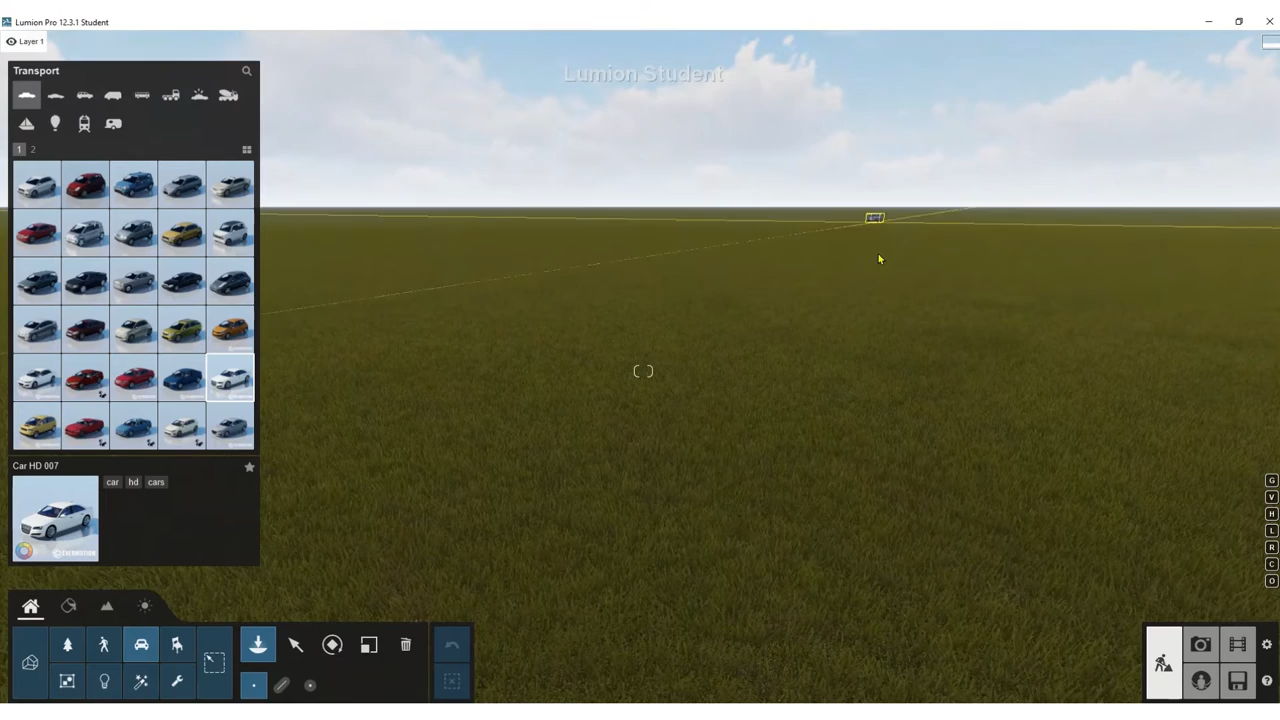 Lumion Pro 12.3.1 Student
Layer 1
Lumion Student
Transport
1 2
Car HD 007
car hd cars
EVERMOTION
G
V
H
L
R
C
O